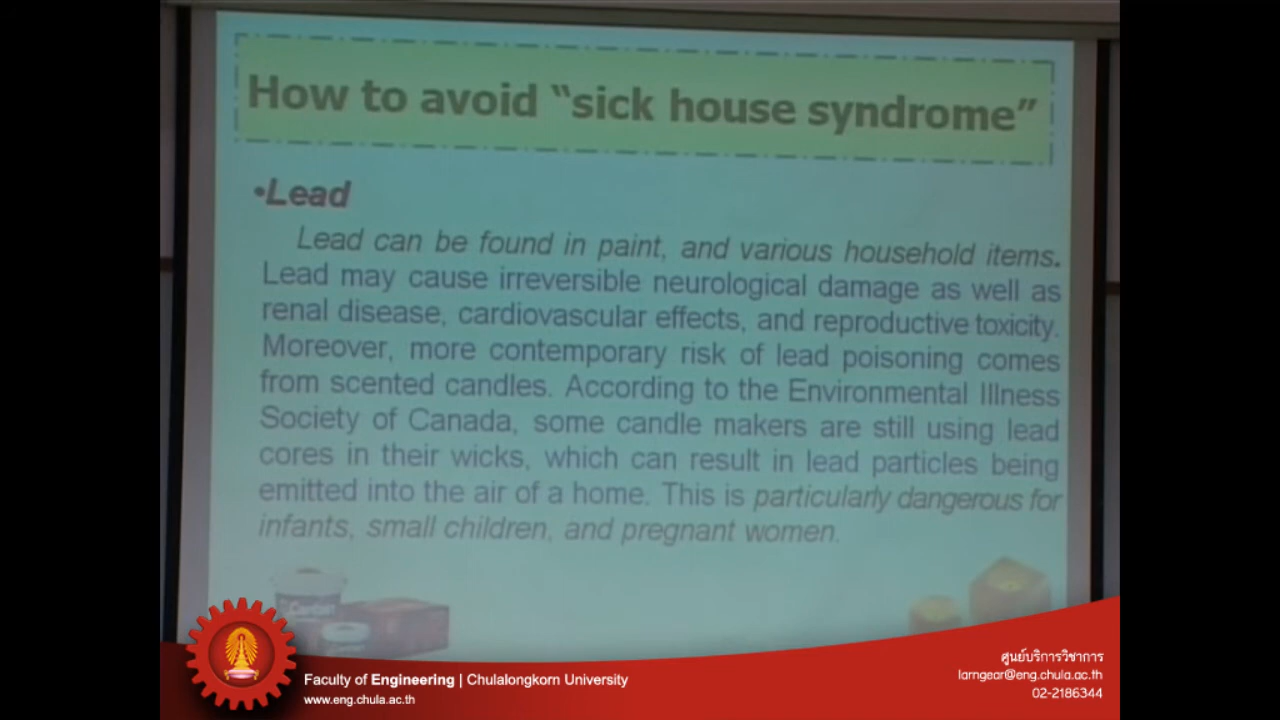 How to avoid “sick house syndrome”
•Lead
Lead can be found in paint, and various household items.
Lead may cause irreversible neurological damage as well as
renal disease, cardiovascular effects, and reproductive toxicity.
Moreover, more contemporary risk of lead poisoning comes
from scented candles. According to the Environmental Illness
Society of Canada, some candle makers are still using lead
cores in their wicks, which can result in lead particles being
emitted into the air of a home. This is particularly dangerous for
infants, small children, and pregnant women.
Faculty of Engineering | Chulalongkorn University
www.eng.chula.ac.th
ศูนย์บริการวิชาการ
larngear@eng.chula.ac.th
02-2186344